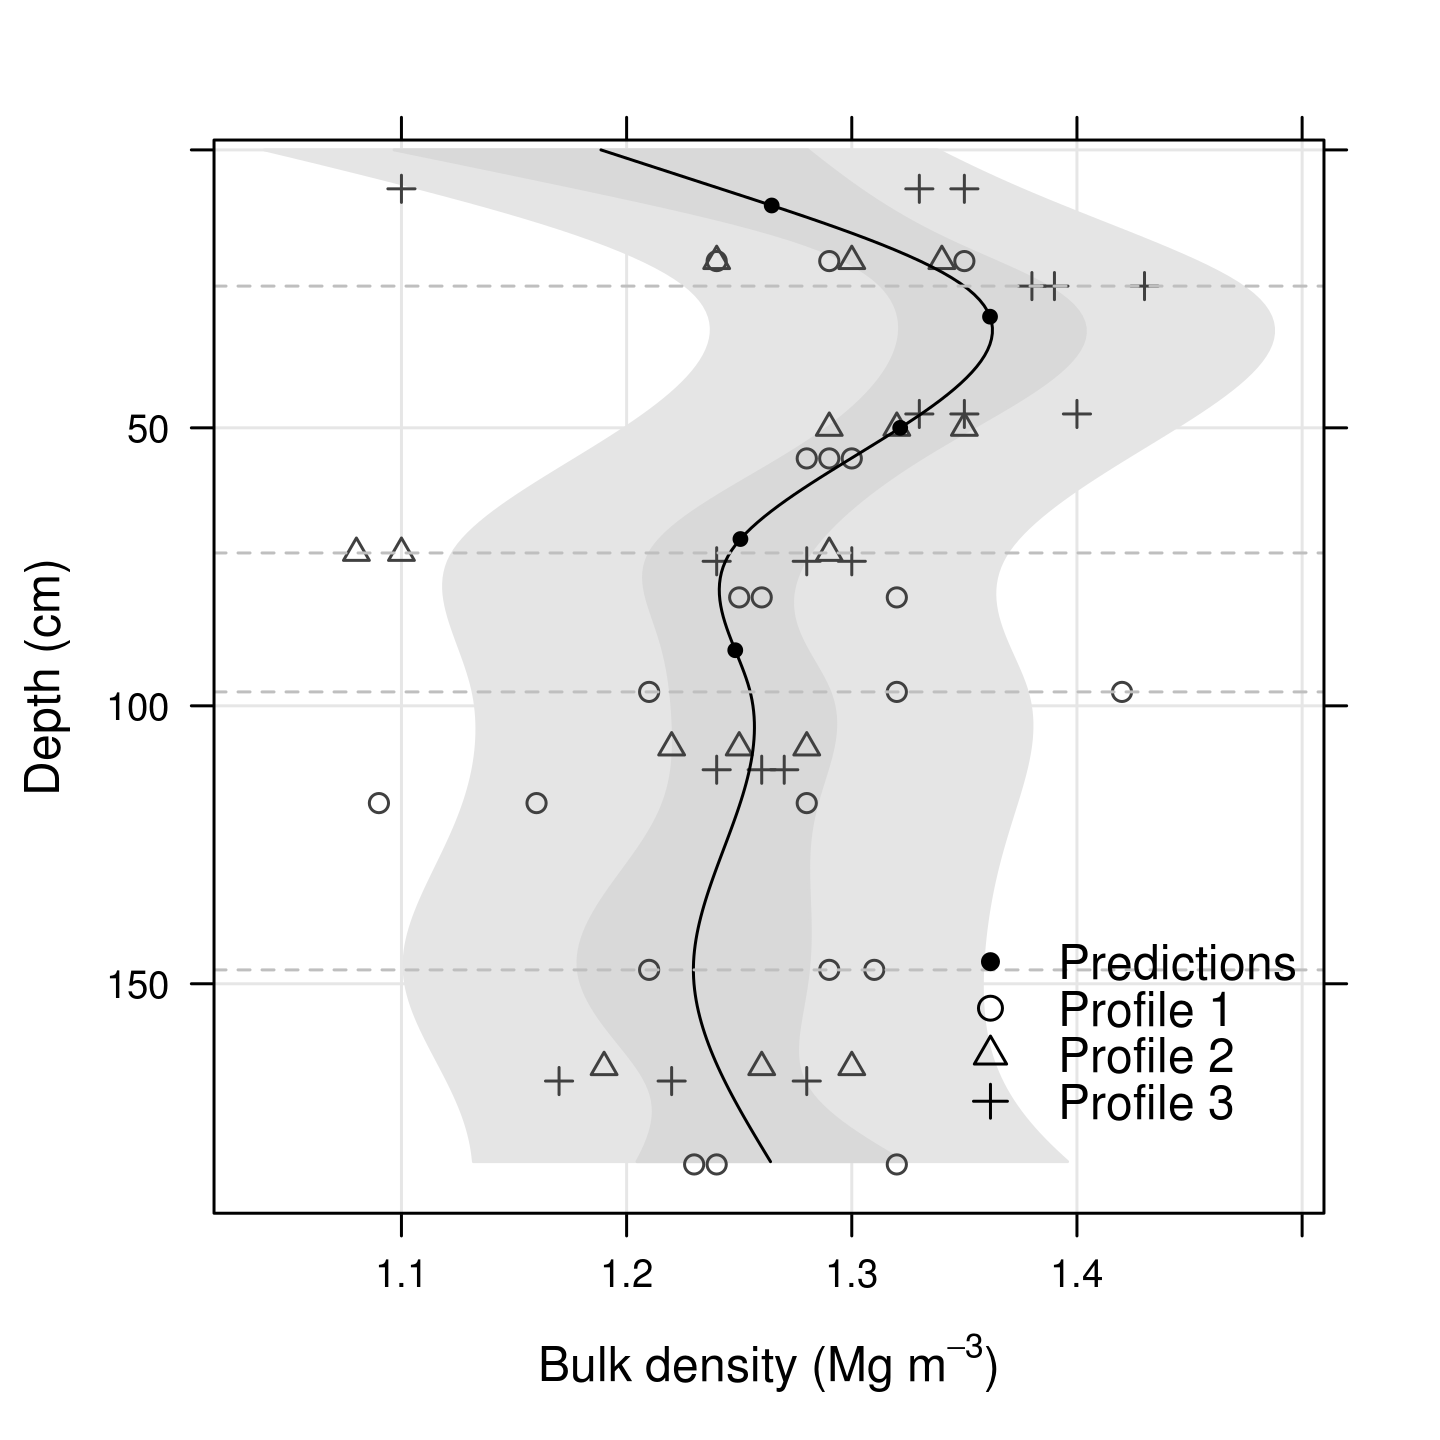 Depth (cm)
50
100
150
Predictions
Profile 1
Profile 2
Profile 3
1.1
1.2
1.3
1.4
Bulk density (Mg m⁻³)